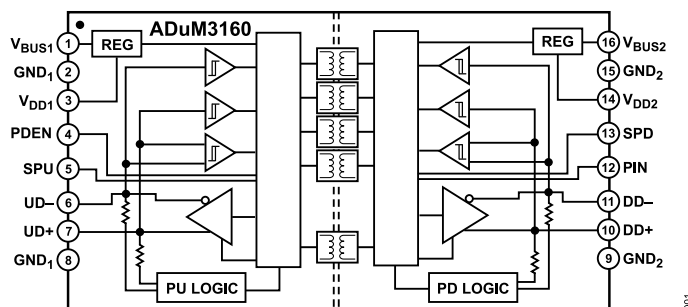 ADuM3160
VBUS1 1 REG
GND1 2
VDD1 3
PDEN 4
SPU 5
UD– 6
UD+ 7
GND1 8
PU LOGIC
REG 16 VBUS2
15 GND2
14 VDD2
13 SPD
12 PIN
11 DD–
10 DD+
9 GND2
PD LOGIC